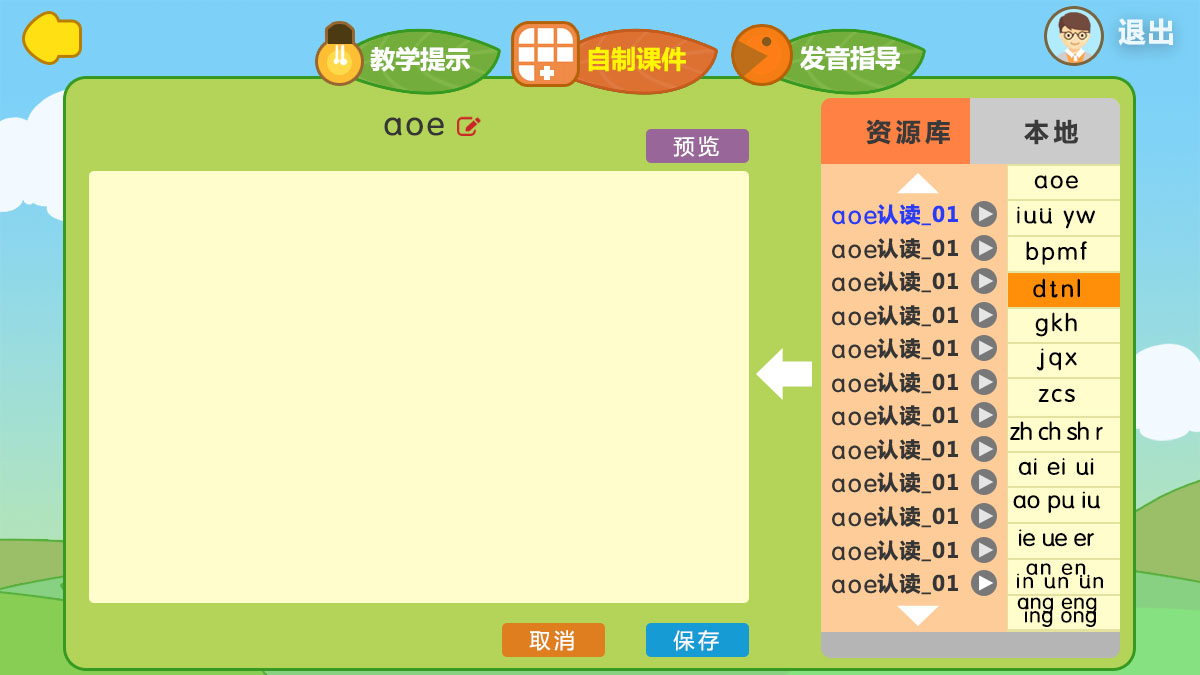 教学提示
自制课件
发音指导
退出
aoe
预览
资源库
本地
aoe认读_01
aoe认读_01
aoe认读_01
aoe认读_01
aoe认读_01
aoe认读_01
aoe认读_01
aoe认读_01
aoe认读_01
aoe认读_01
aoe认读_01
aoe认读_01
aoe
iuü yw
bpmf
dtnl
gkh
jqx
zcs
zh ch sh r
ai ei ui
ao pu iu
ie ue er
an en
in un ün
ang eng
ing ong
取消
保存